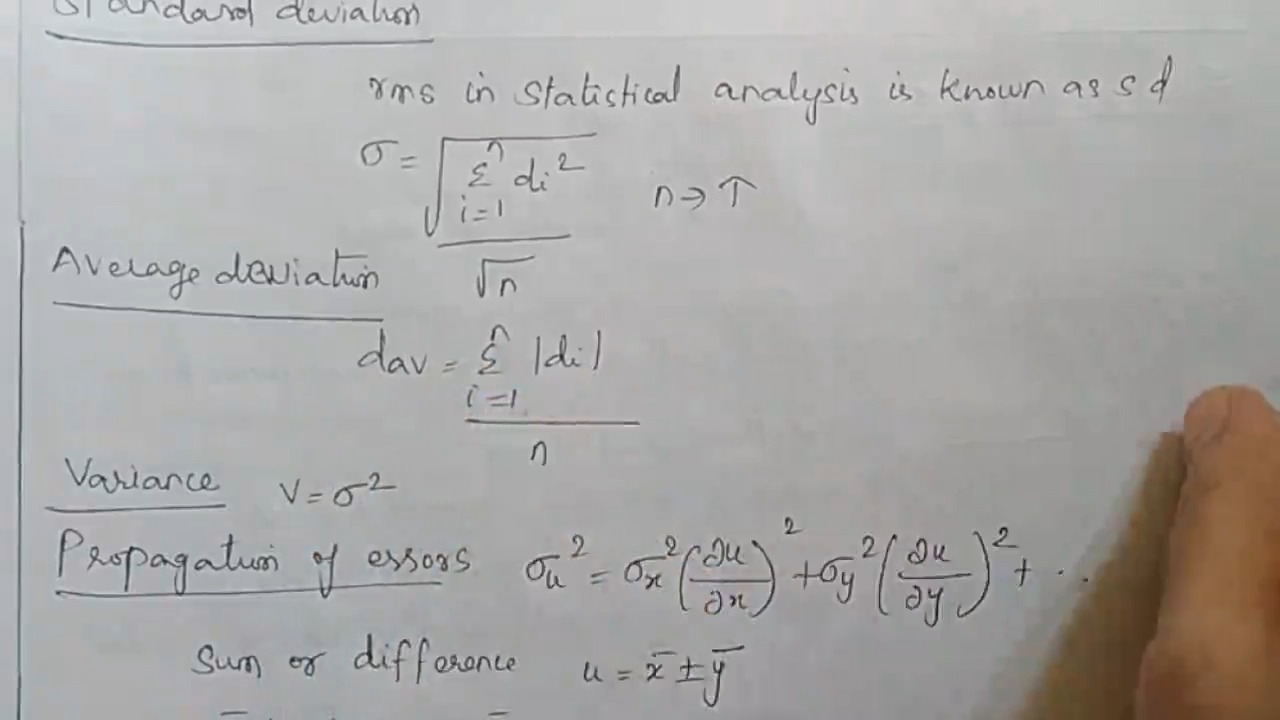 Standard deviation
rms in statistical analysis is known as s d
σ = √(Σ_{i=1}^{n} di²) / √n   n → ↑
Average deviation
dav = Σ_{i=1}^{n} |di| / n
Variance   V = σ²
Propagation of errors   σu² = σx² (∂u/∂x)² + σy² (∂u/∂y)² + ...
Sum or difference   u = x̄ ± ȳ